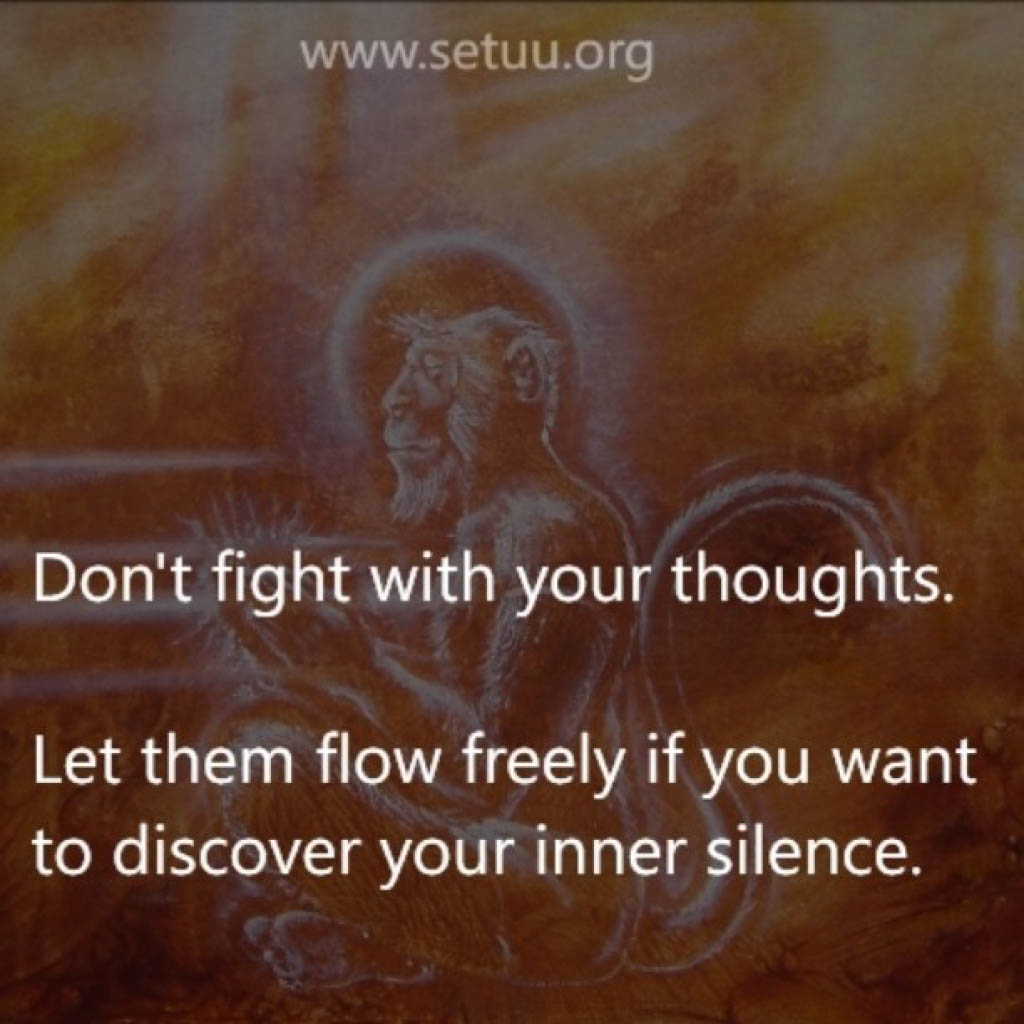 www.setuu.org
Don't fight with your thoughts.
Let them flow freely if you want
to discover your inner silence.